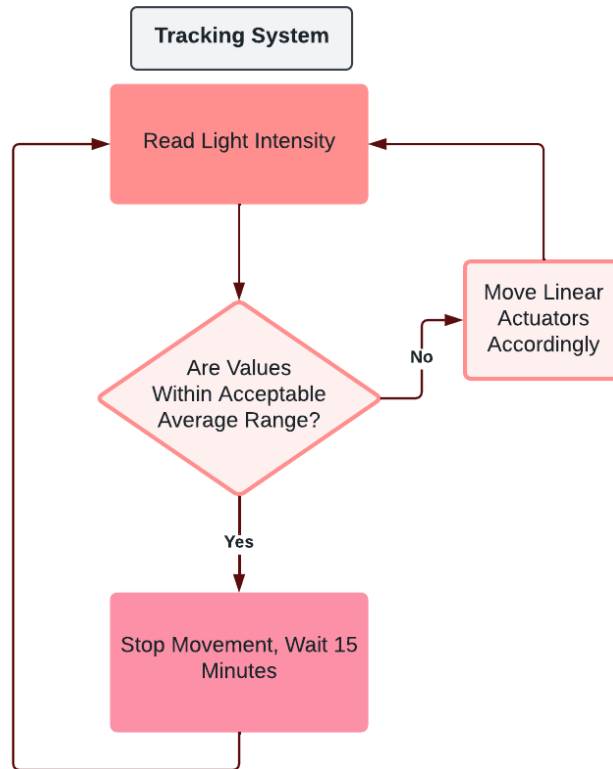 Tracking System
Read Light Intensity
Move Linear
Actuators
Accordingly
Are Values
Within Acceptable
Average Range?
No
Yes
Stop Movement, Wait 15
Minutes